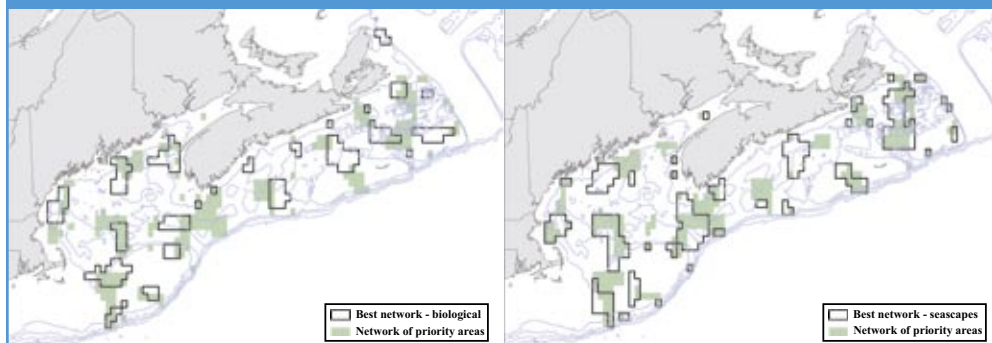 Best network - biological
Network of priority areas
Best network - seascapes
Network of priority areas